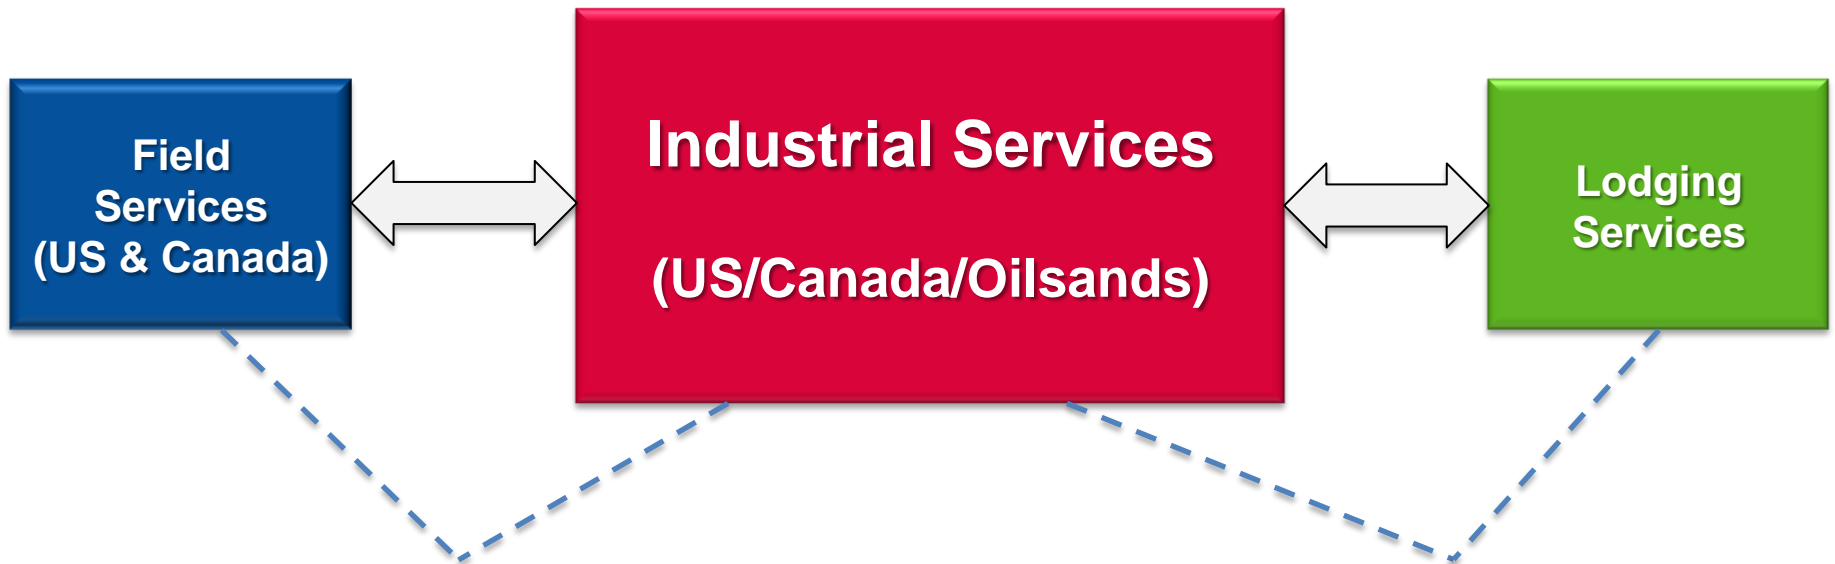 Field
Services
(US & Canada)
Industrial Services
(US/Canada/Oilsands)
Lodging
Services